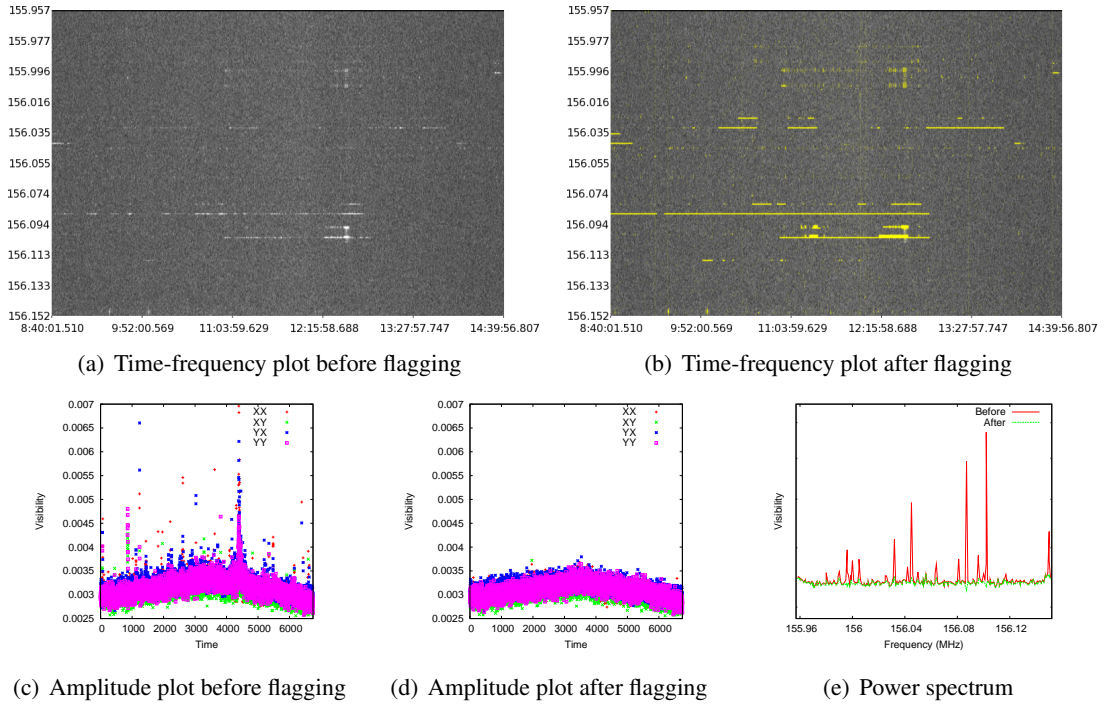 155.957
155.977
155.996
156.016
156.035
156.055
156.074
156.094
156.113
156.133
156.152
8:40:01.510 9:52:00.569 11:03:59.629 12:15:58.688 13:27:57.747 14:39:56.807
(a) Time-frequency plot before flagging
155.957
155.977
155.996
156.016
156.035
156.055
156.074
156.094
156.113
156.133
156.152
8:40:01.510 9:52:00.569 11:03:59.629 12:15:58.688 13:27:57.747 14:39:56.807
(b) Time-frequency plot after flagging
0.007
0.0065
0.006
0.0055
0.005
0.0045
0.004
0.0035
0.003
0.0025
Visibility
XX
XY
YX
YY
0 1000 2000 3000 4000 5000 6000
Time
(c) Amplitude plot before flagging
0.007
0.0065
0.006
0.0055
0.005
0.0045
0.004
0.0035
0.003
0.0025
Visibility
XX
XY
YX
YY
0 1000 2000 3000 4000 5000 6000
Time
(d) Amplitude plot after flagging
Visibility
Before
After
155.96 156 156.04 156.08 156.12
Frequency (MHz)
(e) Power spectrum